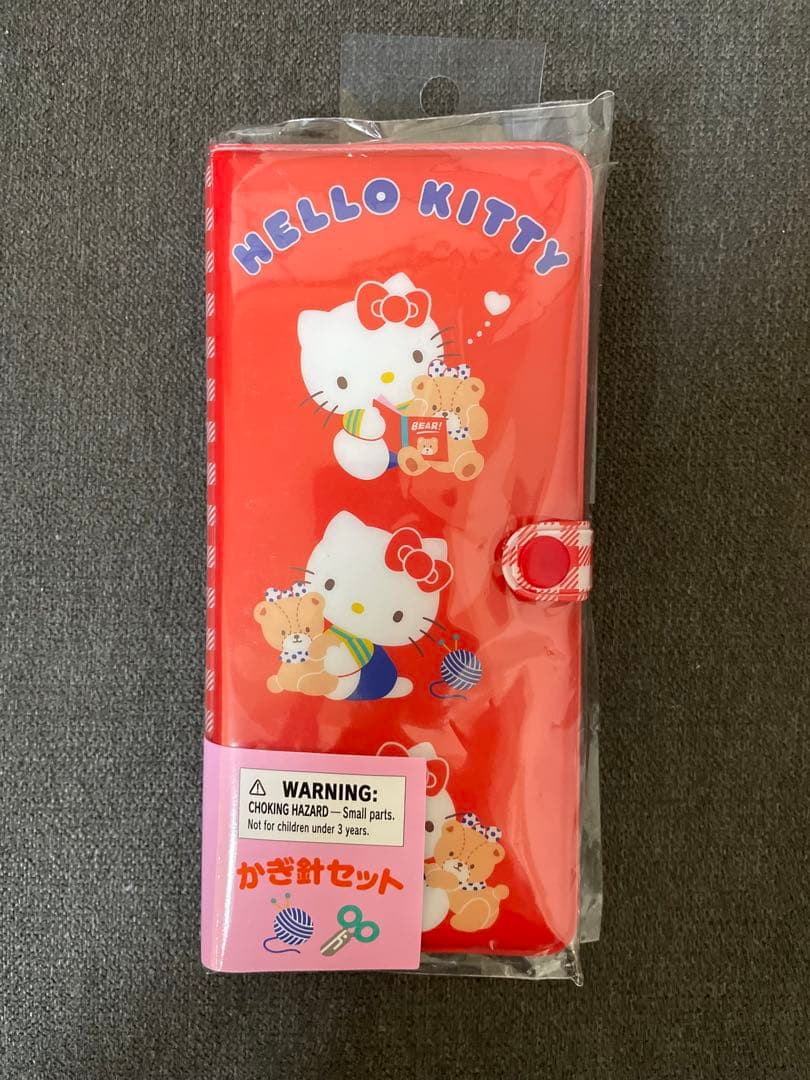 HELLO KITTY
BEAR!
WARNING:
CHOKING HAZARD — Small parts.
Not for children under 3 years.
かぎ針セット